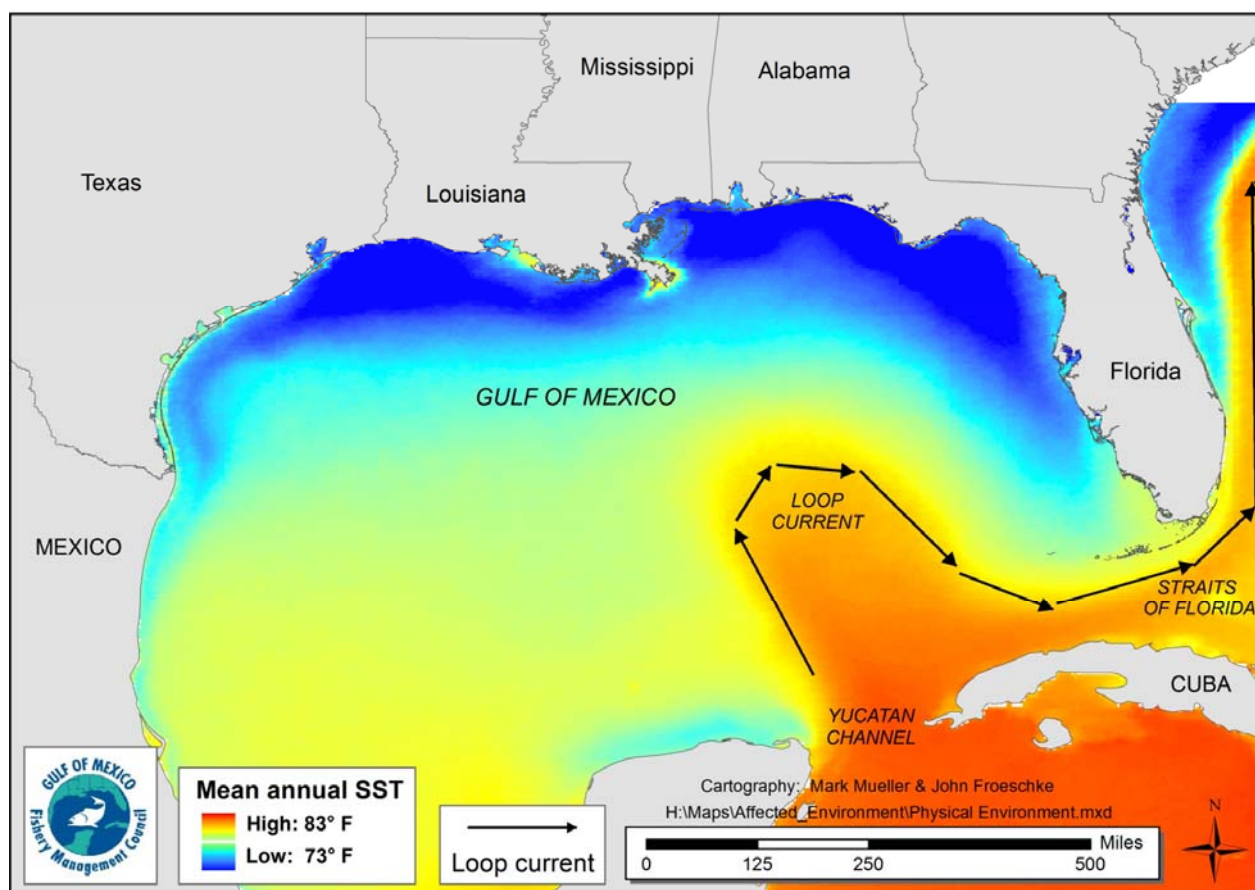 Mississippi
Alabama
Texas
Louisiana
GULF OF MEXICO
Florida
LOOP
CURRENT
MEXICO
STRAITS
OF FLORIDA
CUBA
YUCATAN
CHANNEL
GULF OF MEXICO
Fishery Management Council
Mean annual SST
High: 83° F
Low: 73° F
Loop current
Cartography: Mark Mueller & John Froeschke
H:\Maps\Affected_Environment\Physical Environment.mxd
Miles
0 125 250 500
N